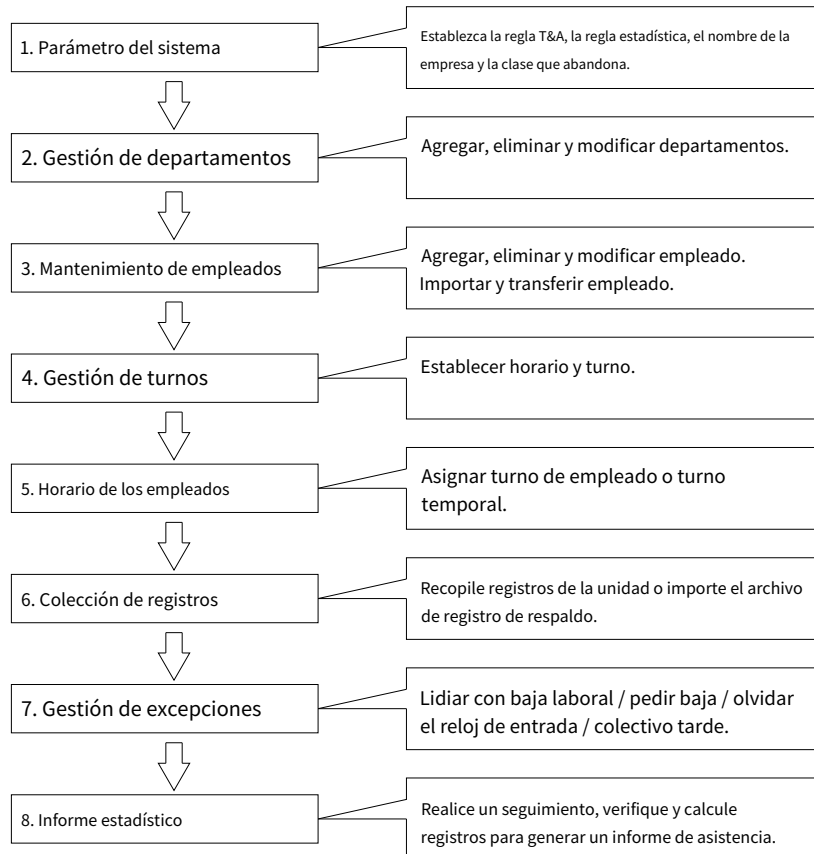 1. Parámetro del sistema
Establezca la regla T&A, la regla estadística, el nombre de la
empresa y la clase que abandona.
2. Gestión de departamentos
Agregar, eliminar y modificar departamentos.
3. Mantenimiento de empleados
Agregar, eliminar y modificar empleado.
Importar y transferir empleado.
4. Gestión de turnos
Establecer horario y turno.
5. Horario de los empleados
Asignar turno de empleado o turno
temporal.
6. Colección de registros
Recopile registros de la unidad o importe el archivo
de registro de respaldo.
7. Gestión de excepciones
Lidiar con baja laboral / pedir baja / olvidar
el reloj de entrada / colectivo tarde.
8. Informe estadístico
Realice un seguimiento, verifique y calcule
registros para generar un informe de asistencia.